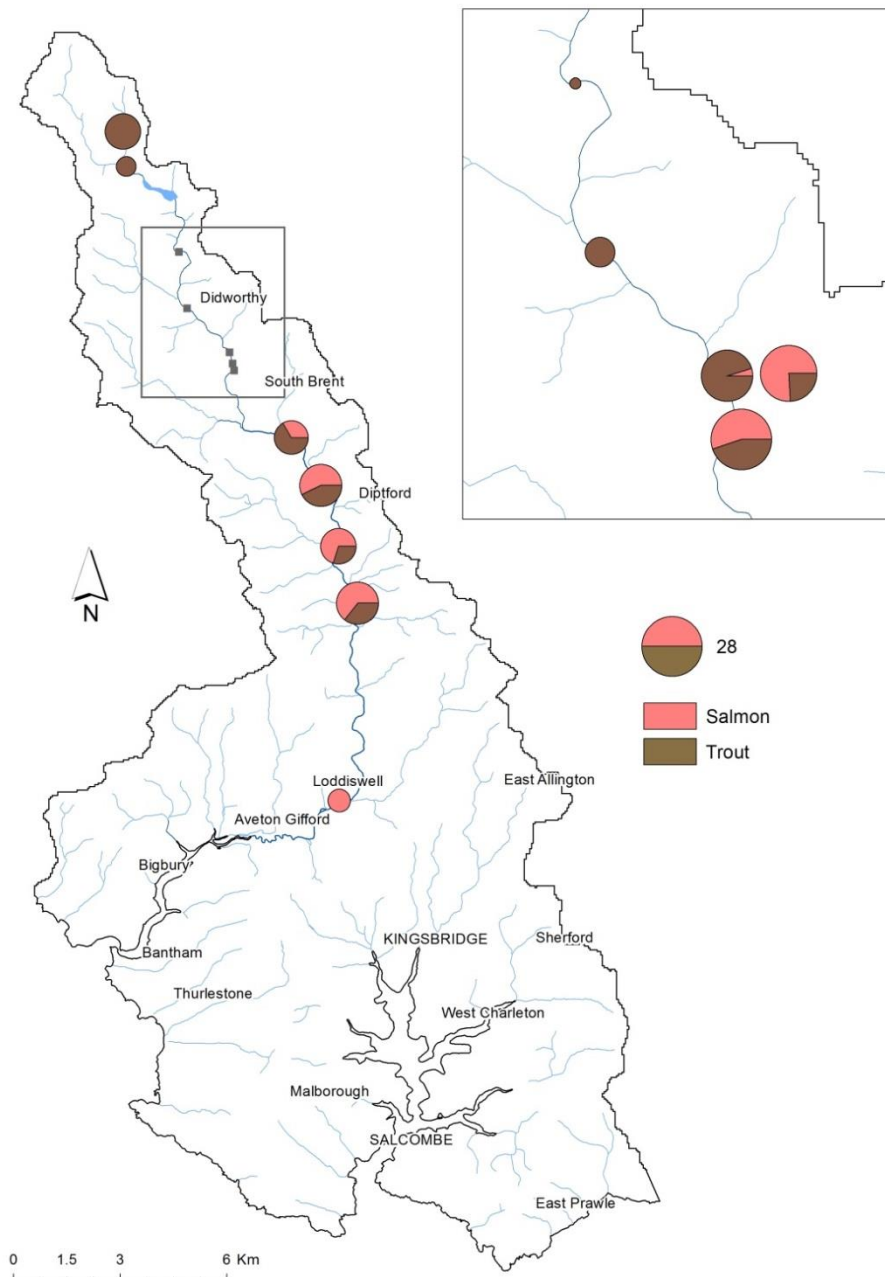 Didworthy
South Brent
Diptford
N
28
Salmon
Trout
Loddiswell
East Allington
Aveton Gifford
Bigbury
KINGSBRIDGE
Sherford
Bantham
Thurlestone
West Charleton
Malborough
SALCOMBE
East Prawle
0 1.5 3 6 Km